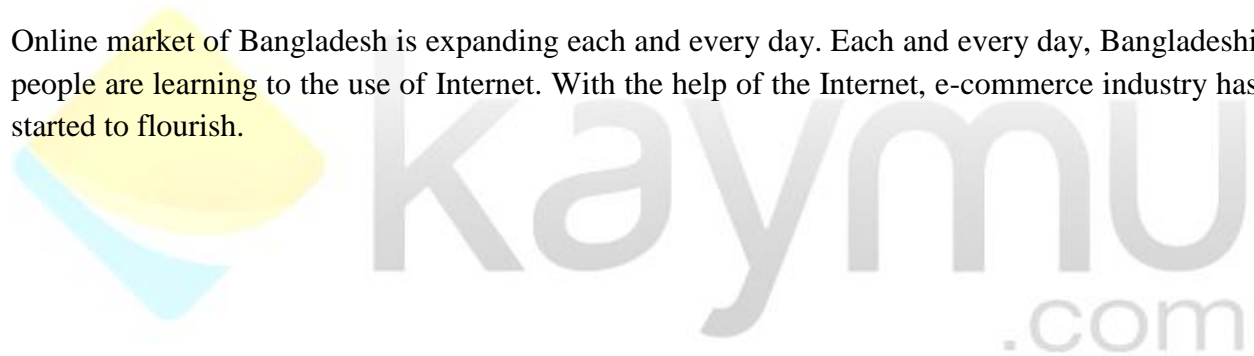 Online market of Bangladesh is expanding each and every day. Each and every day, Bangladeshi
people are learning to the use of Internet. With the help of the Internet, e-commerce industry has
started to flourish.
kaymu
.com